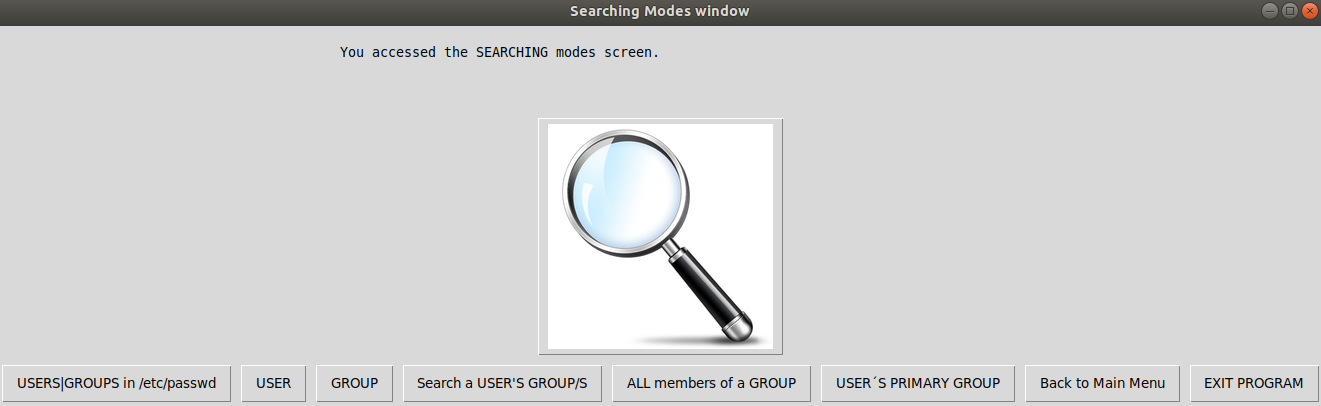 Searching Modes window
You accessed the SEARCHING modes screen.
USERS|GROUPS in /etc/passwd
USER
GROUP
Search a USER'S GROUP/S
ALL members of a GROUP
USER´S PRIMARY GROUP
Back to Main Menu
EXIT PROGRAM